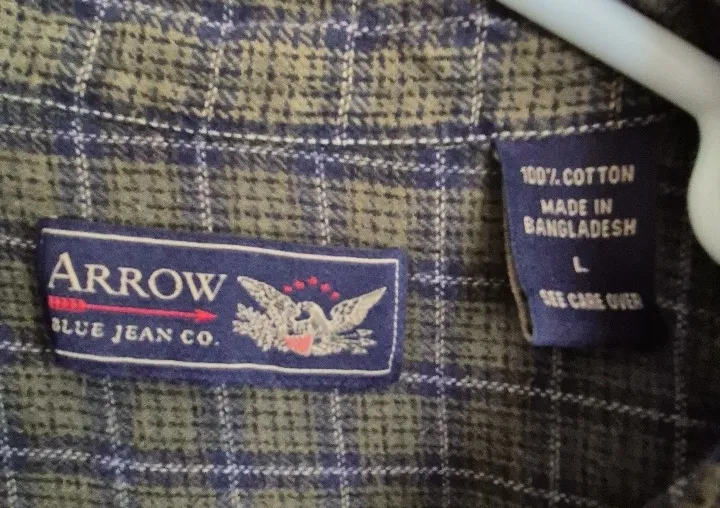 ARROW
BLUE JEAN CO.
100% COTTON
MADE IN
BANGLADESH
L
SEE CARE OVER